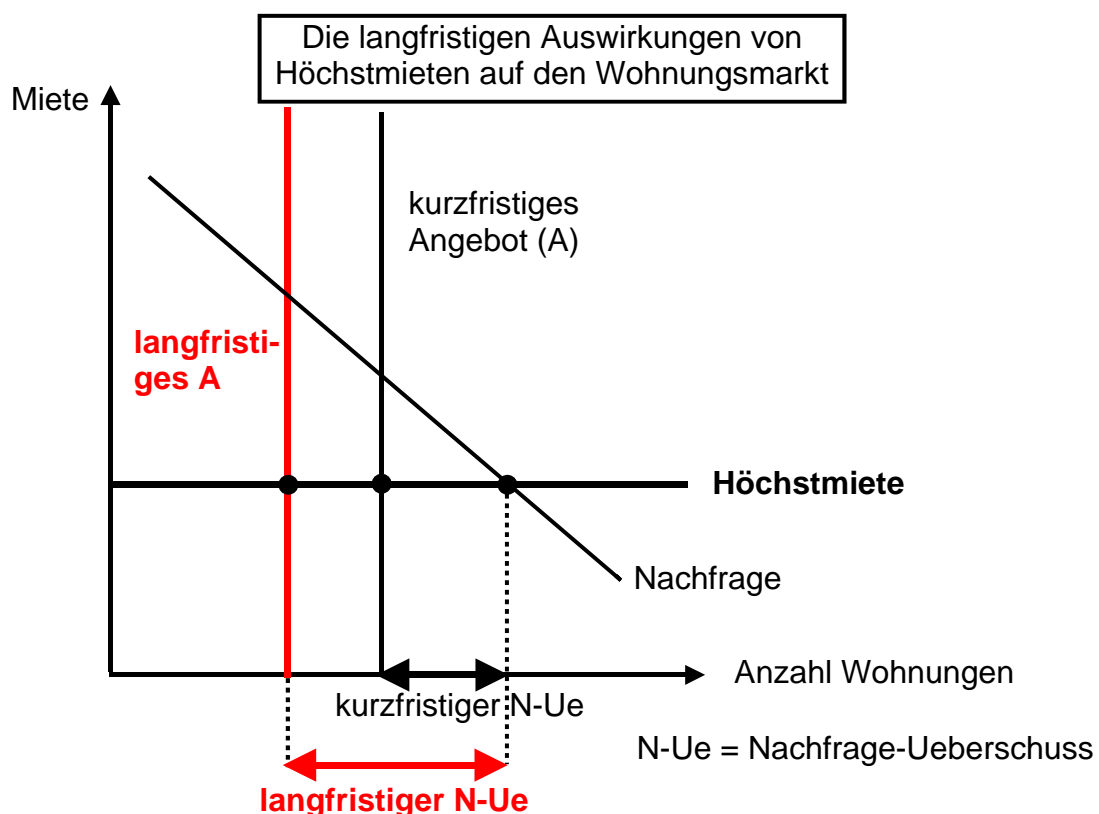 Die langfristigen Auswirkungen von
Höchstmieten auf den Wohnungsmarkt
Miete
kurzfristiges
Angebot (A)
langfristi-
ges A
Höchstmiete
Nachfrage
Anzahl Wohnungen
kurzfristiger N-Ue
N-Ue = Nachfrage-Ueberschuss
langfristiger N-Ue